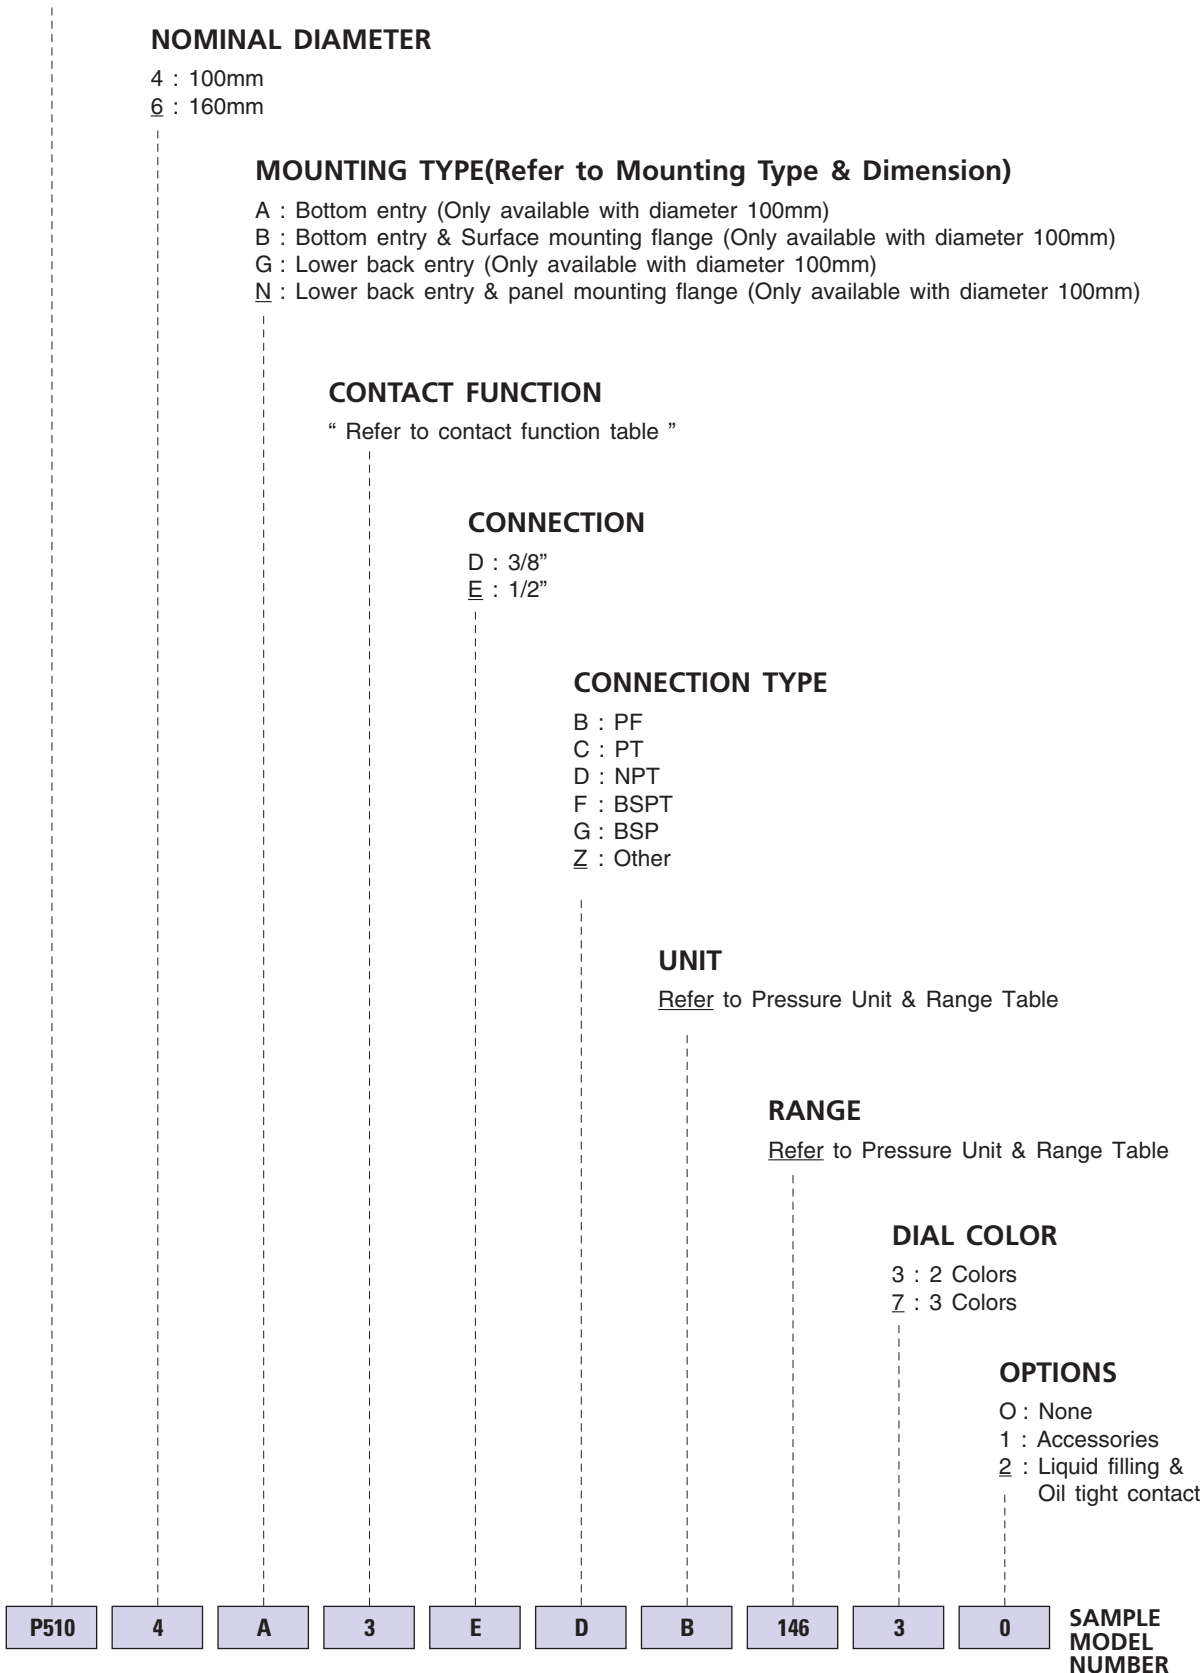 NOMINAL DIAMETER
4 : 100mm
6 : 160mm
MOUNTING TYPE(Refer to Mounting Type & Dimension)
A : Bottom entry (Only available with diameter 100mm)
B : Bottom entry & Surface mounting flange (Only available with diameter 100mm)
G : Lower back entry (Only available with diameter 100mm)
N : Lower back entry & panel mounting flange (Only available with diameter 100mm)
CONTACT FUNCTION
“ Refer to contact function table ”
CONNECTION
D : 3/8”
E : 1/2”
CONNECTION TYPE
B : PF
C : PT
D : NPT
F : BSPT
G : BSP
Z : Other
UNIT
Refer to Pressure Unit & Range Table
RANGE
Refer to Pressure Unit & Range Table
DIAL COLOR
3 : 2 Colors
7 : 3 Colors
OPTIONS
O : None
1 : Accessories
2 : Liquid filling &
Oil tight contact
P510 4 A 3 E D B 146 3 0 SAMPLE
MODEL
NUMBER